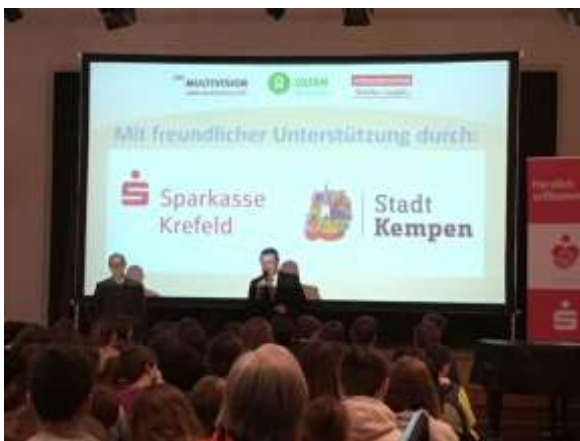 MULTIVISION
OXFAM
Mit freundlicher Unterstützung durch:
Sparkasse
Krefeld
Stadt
Kempen